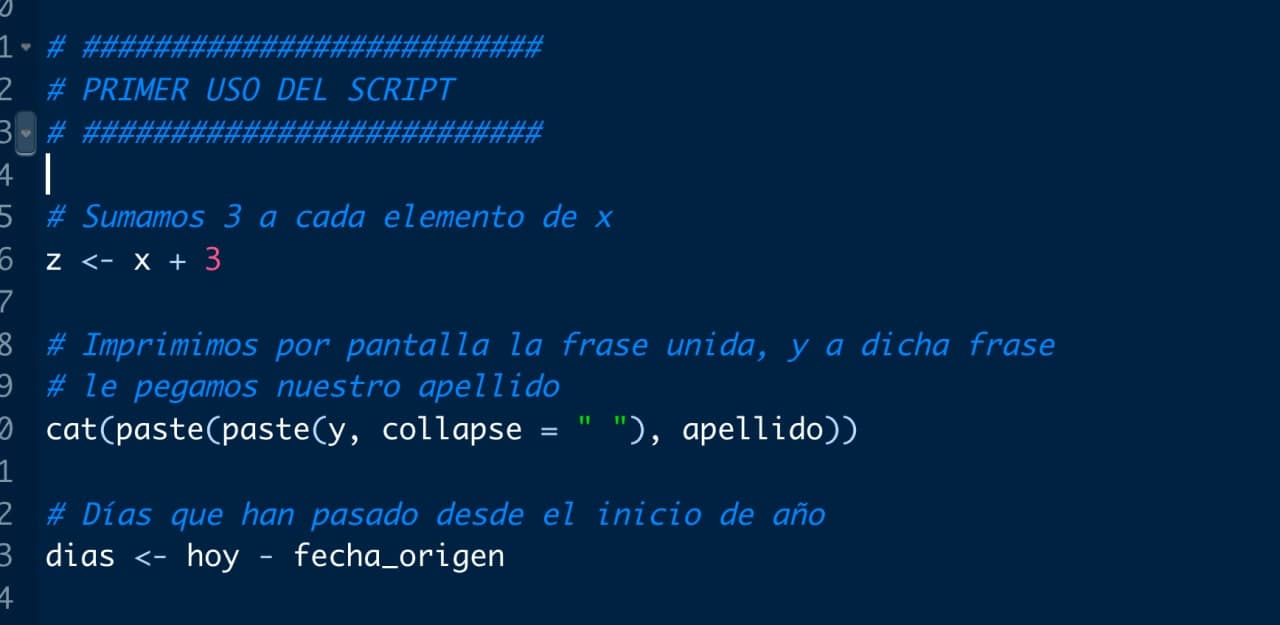 0
1 # ##########################
2 # PRIMER USO DEL SCRIPT
3 # ##########################
4
5 # Sumamos 3 a cada elemento de x
6 z <- x + 3
7
8 # Imprimimos por pantalla la frase unida, y a dicha frase
9 # le pegamos nuestro apellido
0 cat(paste(paste(y, collapse = " "), apellido))
1
2 # Días que han pasado desde el inicio de año
3 dias <- hoy - fecha_origen
4